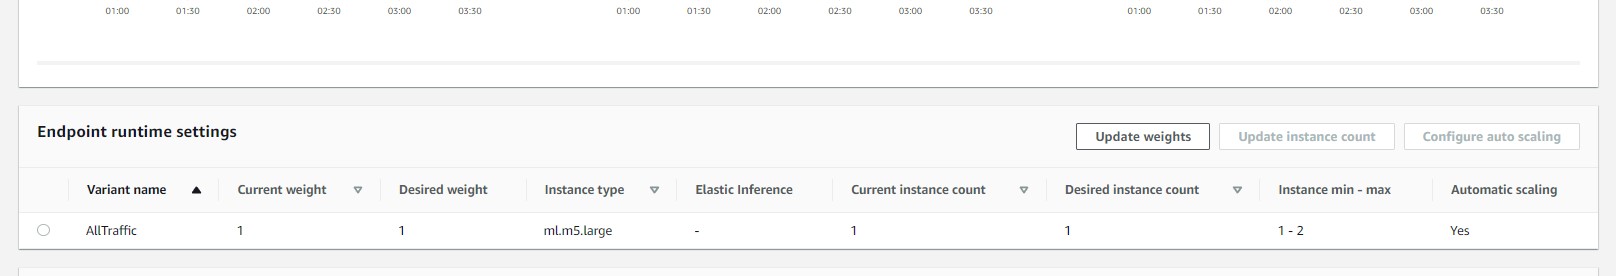 01:00 01:30 02:00 02:30 03:00 03:30 01:00 01:30 02:00 02:30 03:00 03:30 01:00 01:30 02:00 02:30 03:00 03:30
Endpoint runtime settings
Update weights Update instance count Configure auto scaling
Variant name Current weight Desired weight Instance type Elastic Inference Current instance count Desired instance count Instance min - max Automatic scaling
AllTraffic 1 1 ml.m5.large - 1 1 1 - 2 Yes